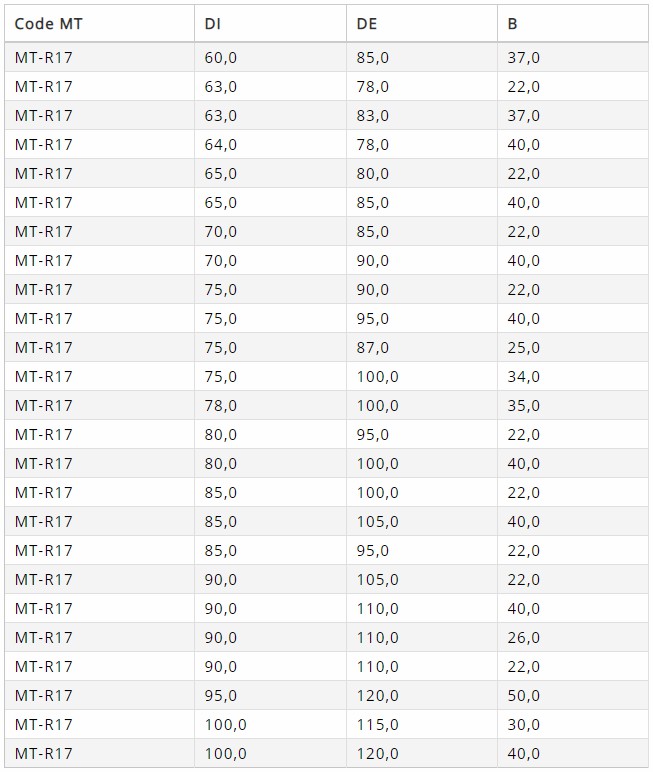 Code MT DI DE B
MT-R17 60,0 85,0 37,0
MT-R17 63,0 78,0 22,0
MT-R17 63,0 83,0 37,0
MT-R17 64,0 78,0 40,0
MT-R17 65,0 80,0 22,0
MT-R17 65,0 85,0 40,0
MT-R17 70,0 85,0 22,0
MT-R17 70,0 90,0 40,0
MT-R17 75,0 90,0 22,0
MT-R17 75,0 95,0 40,0
MT-R17 75,0 87,0 25,0
MT-R17 75,0 100,0 34,0
MT-R17 78,0 100,0 35,0
MT-R17 80,0 95,0 22,0
MT-R17 80,0 100,0 40,0
MT-R17 85,0 100,0 22,0
MT-R17 85,0 105,0 40,0
MT-R17 85,0 95,0 22,0
MT-R17 90,0 105,0 22,0
MT-R17 90,0 110,0 40,0
MT-R17 90,0 110,0 26,0
MT-R17 90,0 110,0 22,0
MT-R17 95,0 120,0 50,0
MT-R17 100,0 115,0 30,0
MT-R17 100,0 120,0 40,0